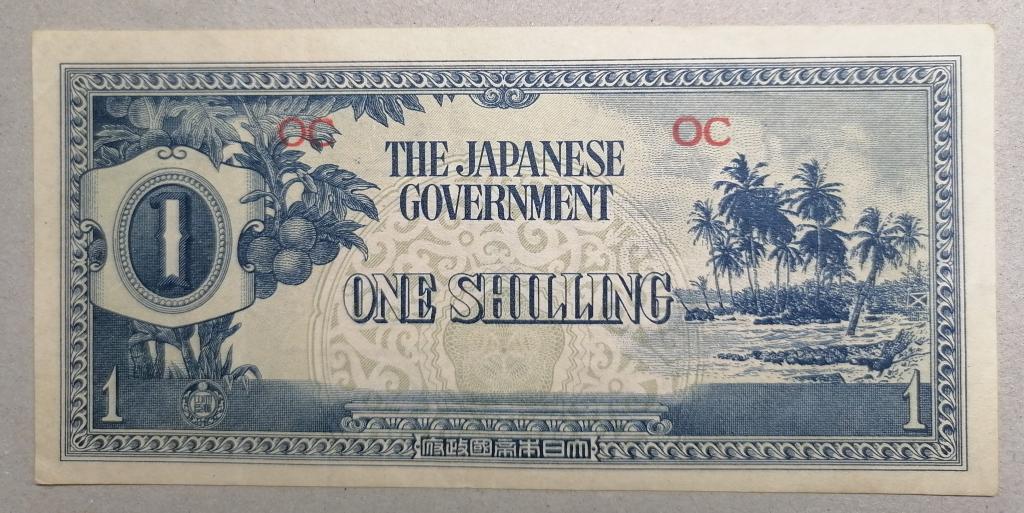 OC OC
THE JAPANESE
GOVERNMENT
1
ONE SHILLING
1 1
府政國帝本日大